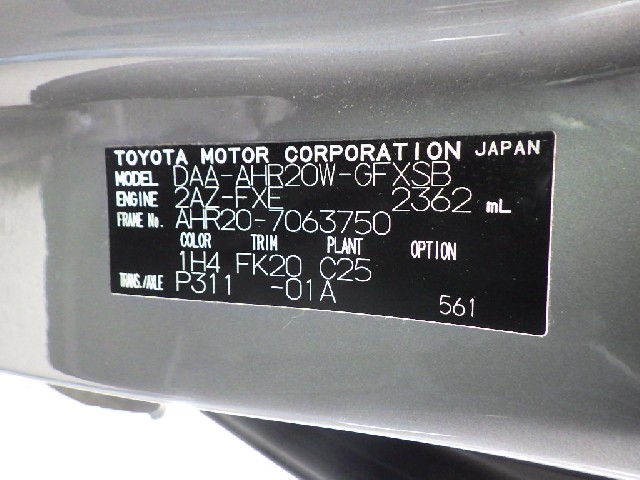 TOYOTA MOTOR CORPORATION JAPAN
MODEL DAA-AHR20W-GFXSB
ENGINE 2AZ-FXE 2362 mL
FRAME No. AHR20-7063750
COLOR TRIM PLANT OPTION
1H4 FK20 C25
TRANS./AXLE P311 -01A
561